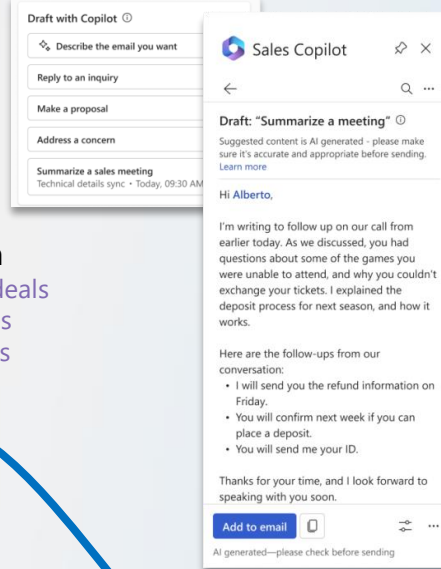 Draft with Copilot
Describe the email you want
Reply to an inquiry
Make a proposal
Address a concern
Summarize a sales meeting
Technical details sync • Today, 09:30 AM
deals
s
s
Sales Copilot
Draft: “Summarize a meeting”
Suggested content is AI generated - please make
sure it's accurate and appropriate before sending.
Learn more
Hi Alberto,
I'm writing to follow up on our call from
earlier today. As we discussed, you had
questions about some of the games you
were unable to attend, and why you couldn't
exchange your tickets. I explained the
deposit process for next season, and how it
works.
Here are the follow-ups from our
conversation:
• I will send you the refund information on
Friday.
• You will confirm next week if you can
place a deposit.
• You will send me your ID.
Thanks for your time, and I look forward to
speaking with you soon.
Add to email
AI generated—please check before sending